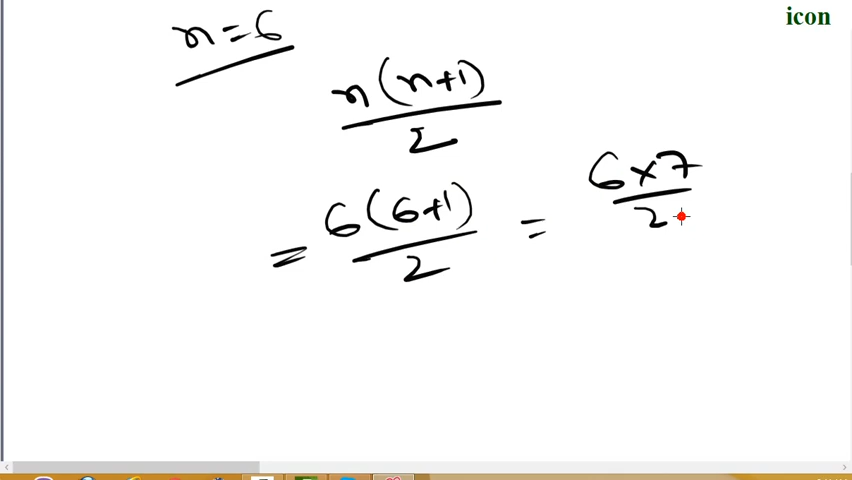 icon
n=6
n(n+1)
2
= 6(6+1) = 6×7
2 2